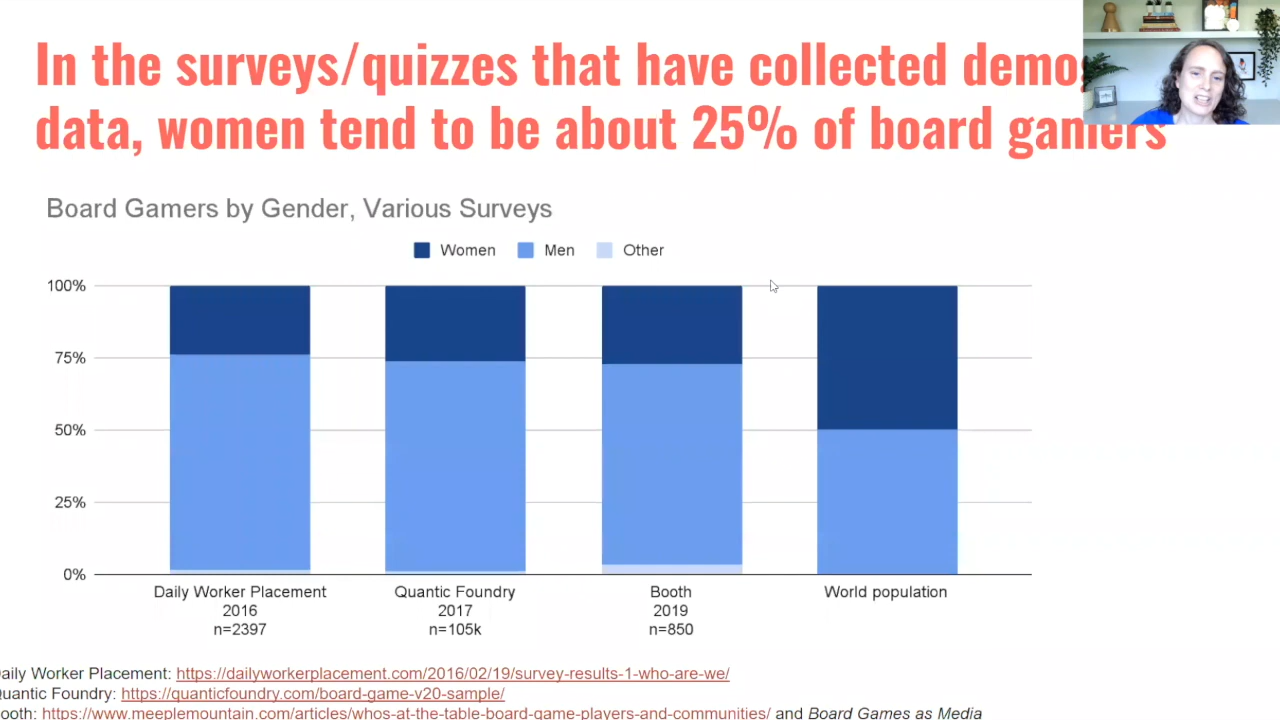 In the surveys/quizzes that have collected
data, women tend to be about 25% of board gamers
Board Gamers by Gender, Various Surveys
Women Men Other
100%
75%
50%
25%
0%
Daily Worker Placement
2016
n=2397
Quantic Foundry
2017
n=105k
Booth
2019
n=850
World population
aily Worker Placement: https://dailyworkerplacement.com/2016/02/19/survey-results-1-who-are-we/
Quantic Foundry: https://quanticfoundry.com/board-game-v20-sample/
ooth: https://www.meeplemountain.com/articles/whos-at-the-table-board-game-players-and-communities/ and Board Games as Media